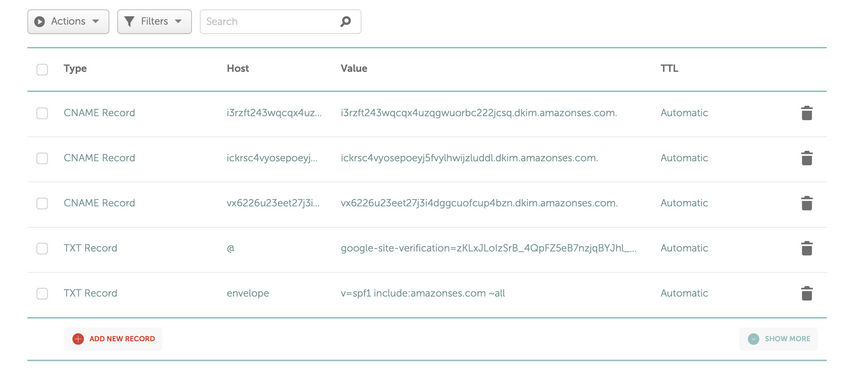 Actions Filters Search
Type Host Value TTL
CNAME Record i3rzft243wqcqx4uz... i3rzft243wqcqx4uzqgwuorbc222jcsq.dkim.amazonses.com. Automatic
CNAME Record ickrsc4vyosepoeyj... ickrsc4vyosepoeyj5fvylhwijzluddl.dkim.amazonses.com. Automatic
CNAME Record vx6226u23eet27j3i... vx6226u23eet27j3i4dggcuofcup4bzn.dkim.amazonses.com. Automatic
TXT Record @ google-site-verification=zKLxJLoIzSrB_4QpFZ5eB7nzjqBYJhl_... Automatic
TXT Record envelope v=spf1 include:amazonses.com ~all Automatic
ADD NEW RECORD SHOW MORE